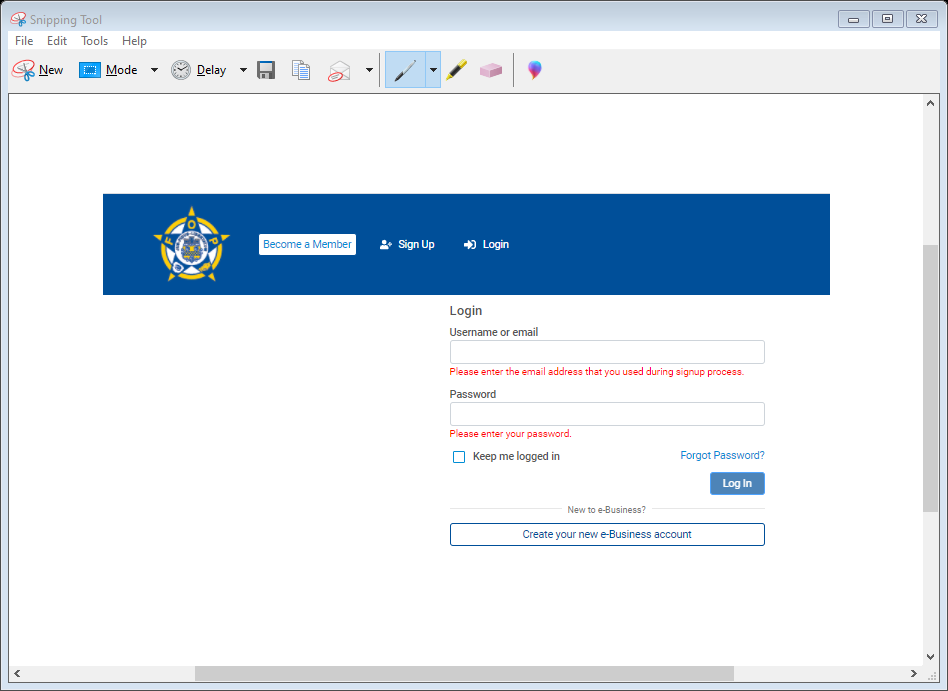 Snipping Tool
File Edit Tools Help
New Mode Delay
F O P
Become a Member Sign Up Login
Login
Username or email
Please enter the email address that you used during signup process.
Password
Please enter your password.
Keep me logged in Forgot Password?
Log In
New to e-Business?
Create your new e-Business account